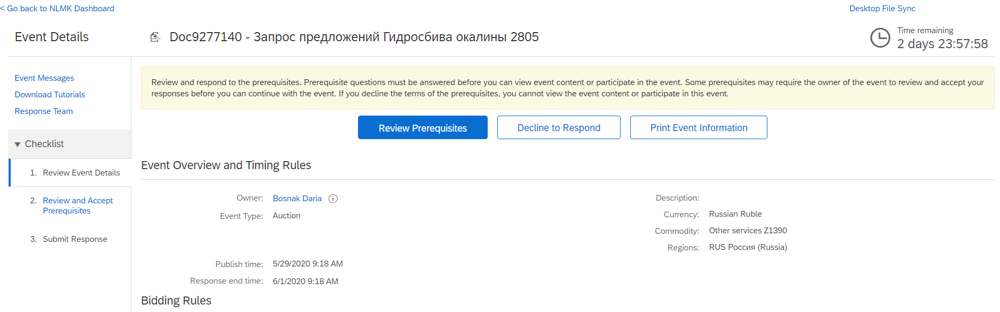 < Go back to NLMK Dashboard
Desktop File Sync
Event Details
Doc9277140 - Запрос предложений Гидросбива окалины 2805
Time remaining
2 days 23:57:58
Event Messages
Download Tutorials
Response Team
▼ Checklist
1. Review Event Details
2. Review and Accept
Prerequisites
3. Submit Response
Review and respond to the prerequisites. Prerequisite questions must be answered before you can view event content or participate in the event. Some prerequisites may require the owner of the event to review and accept your
responses before you can continue with the event. If you decline the terms of the prerequisites, you cannot view the event content or participate in this event.
Review Prerequisites
Decline to Respond
Print Event Information
Event Overview and Timing Rules
Owner: Bosnak Daria
Event Type: Auction
Publish time: 5/29/2020 9:18 AM
Response end time: 6/1/2020 9:18 AM
Description:
Currency: Russian Ruble
Commodity: Other services Z1390
Regions: RUS Россия (Russia)
Bidding Rules